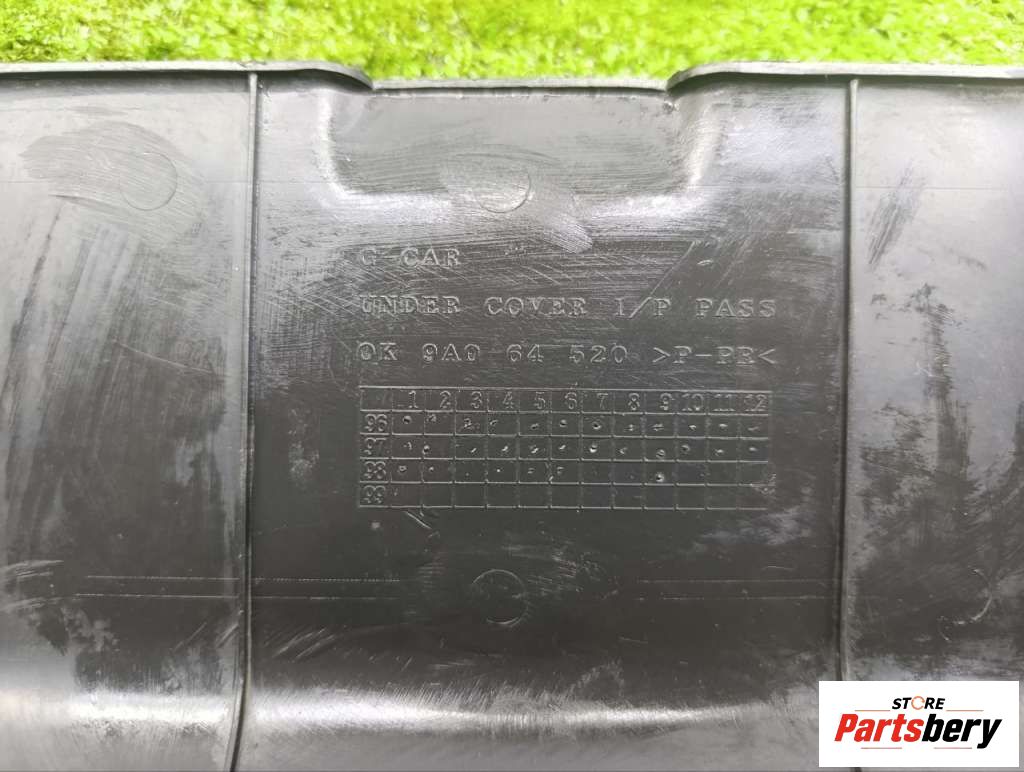 G-CAR
UNDER COVER I/P PASS
0K 9A0 64 520 >P-PR<
1 2 3 4 5 6 7 8 9 10 11 12
96
97
98
99
STORE
Partsbery